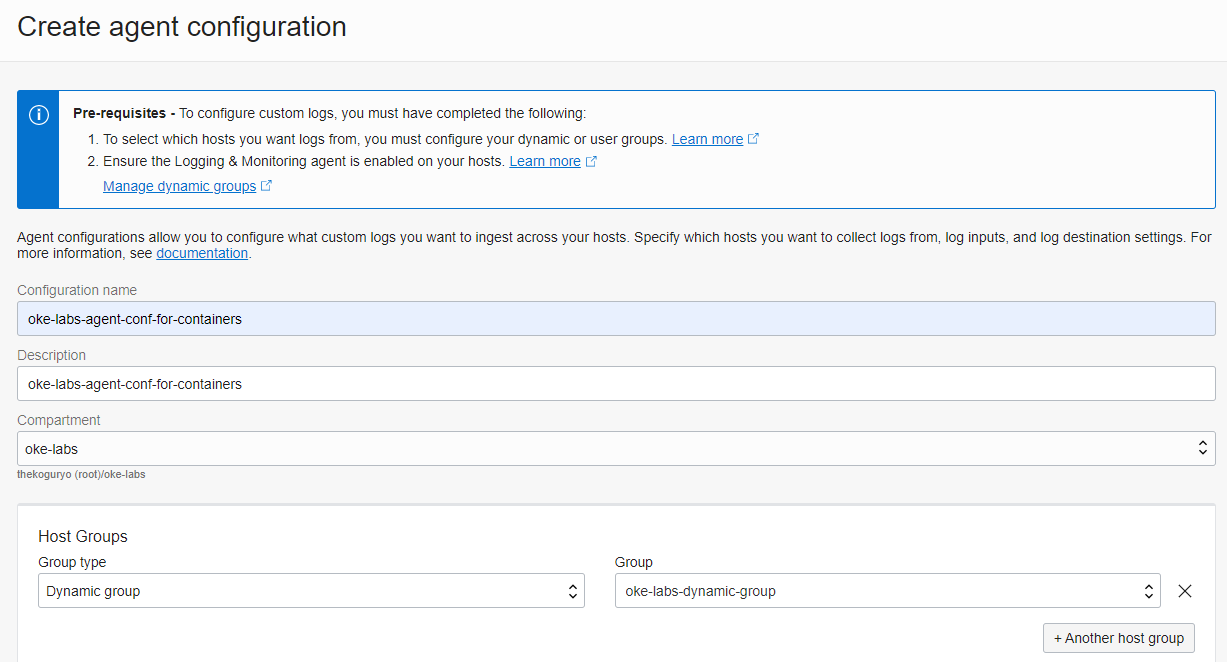 Create agent configuration
Pre-requisites - To configure custom logs, you must have completed the following:
1. To select which hosts you want logs from, you must configure your dynamic or user groups. Learn more
2. Ensure the Logging & Monitoring agent is enabled on your hosts. Learn more
Manage dynamic groups
Agent configurations allow you to configure what custom logs you want to ingest across your hosts. Specify which hosts you want to collect logs from, log inputs, and log destination settings. For
more information, see documentation.
Configuration name
oke-labs-agent-conf-for-containers
Description
oke-labs-agent-conf-for-containers
Compartment
oke-labs
thekoguryo (root)/oke-labs
Host Groups
Group type
Group
Dynamic group
oke-labs-dynamic-group
+ Another host group